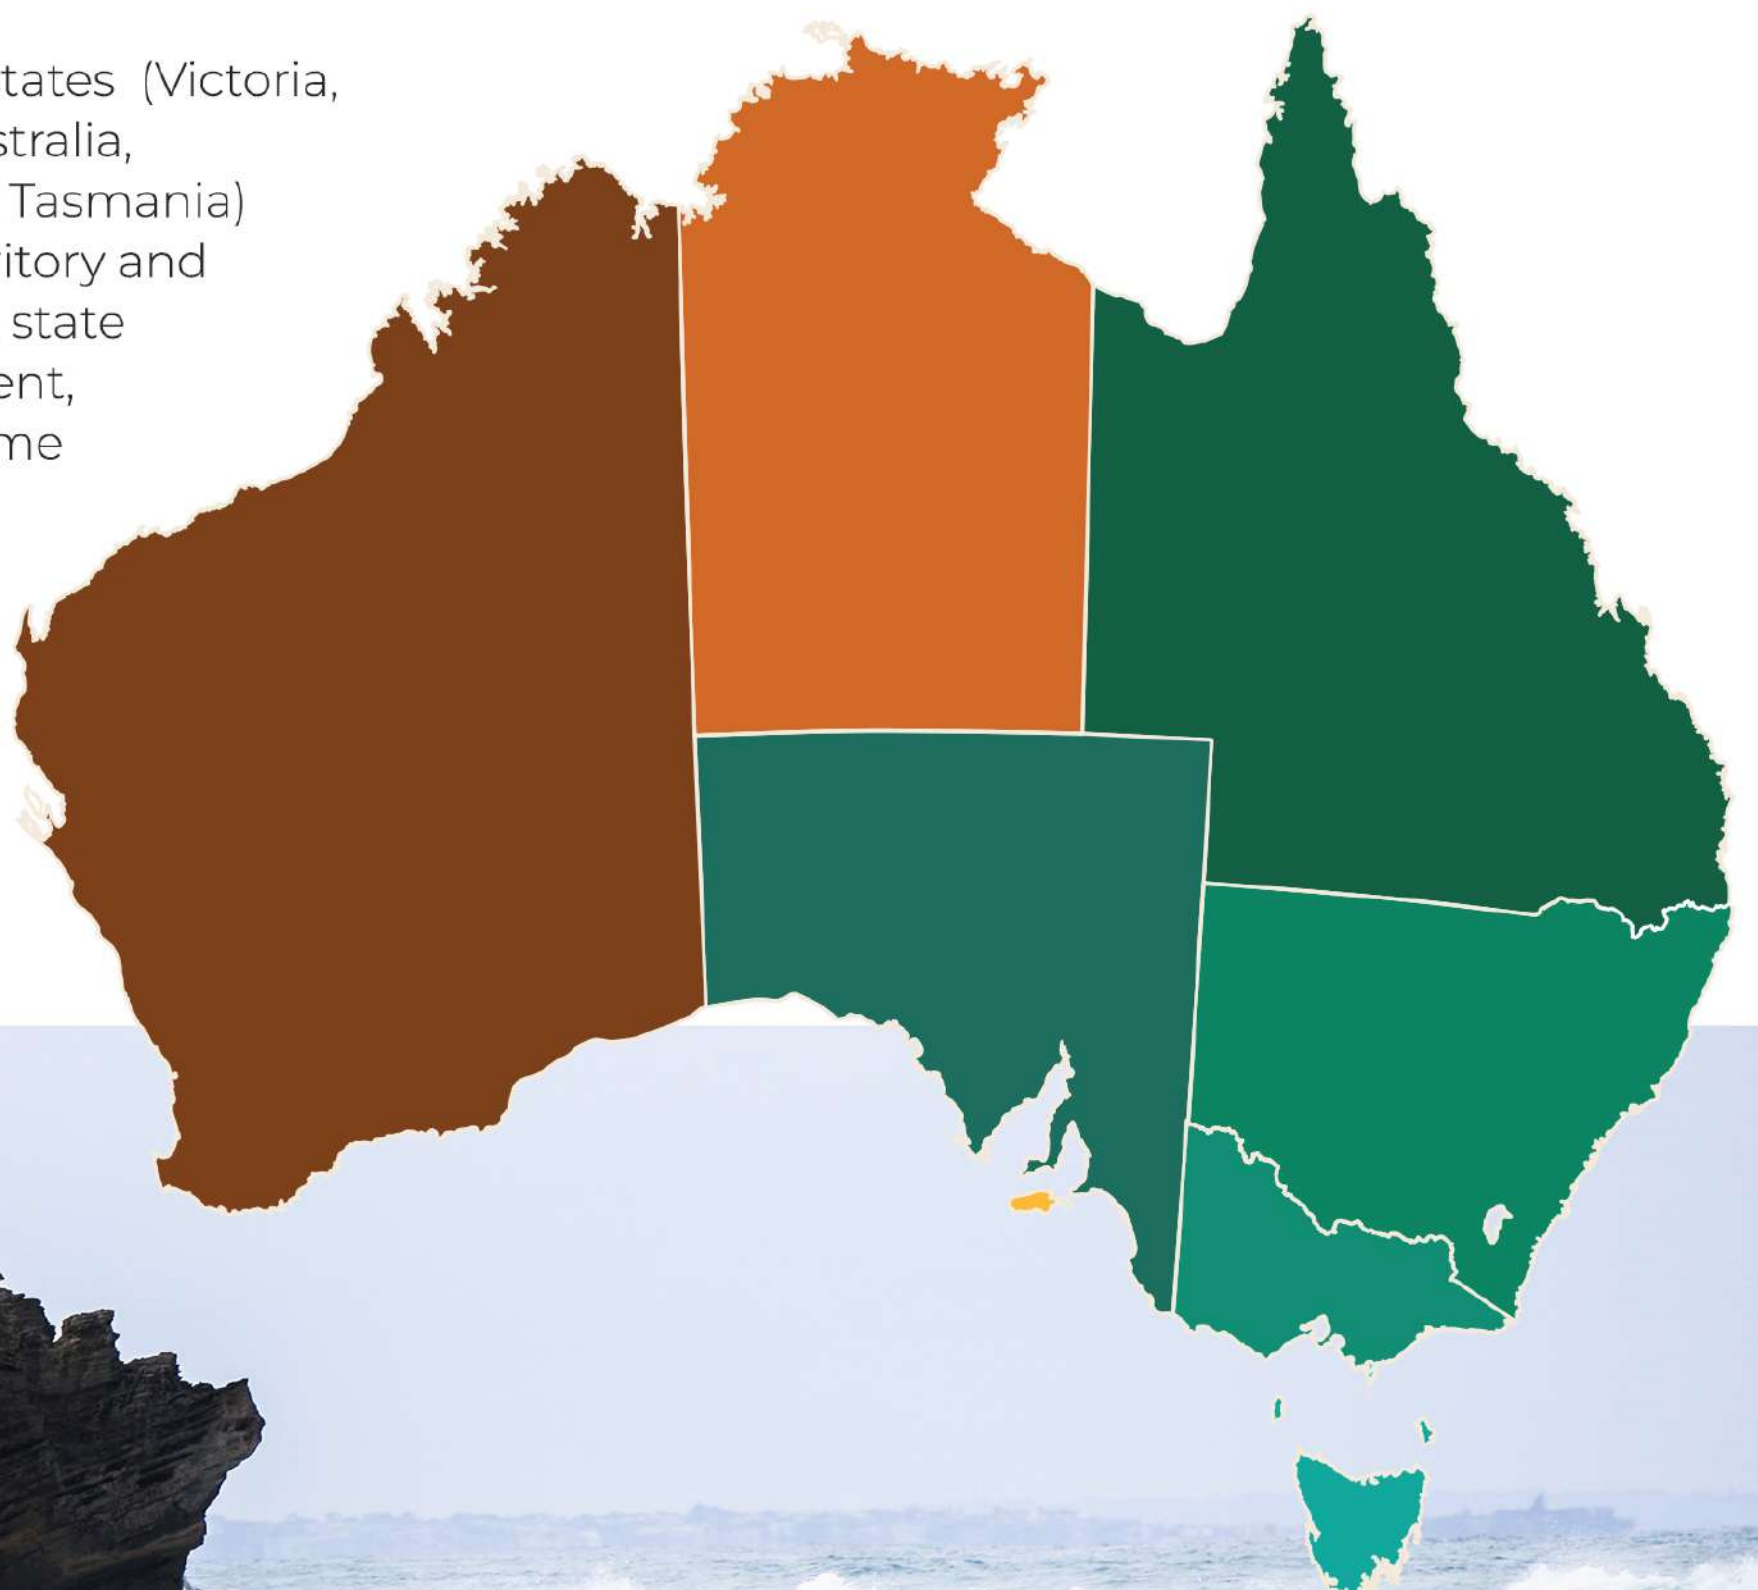 tates (Victoria,
stralia,
Tasmania)
itory and
state
ent,
me